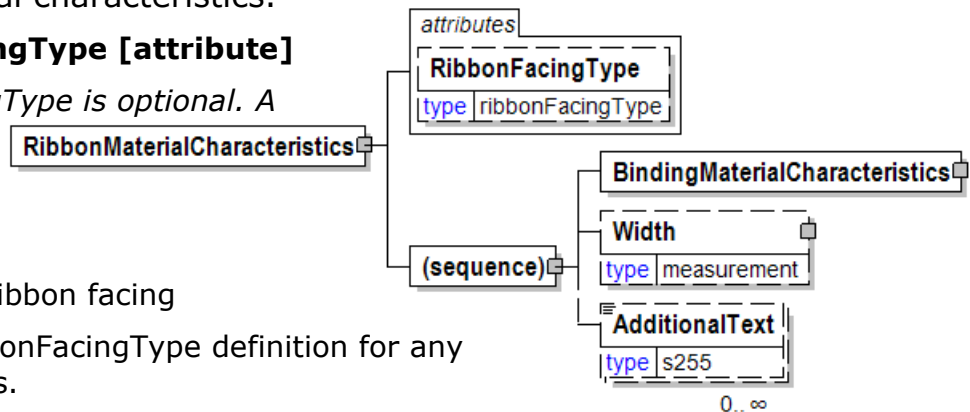 al characteristics.
ngType [attribute]
gType is optional. A
ibbon facing
onFacingType definition for any
s.
attributes
RibbonFacingType
type ribbonFacingType
RibbonMaterialCharacteristics
(sequence)
BindingMaterialCharacteristics
Width
type measurement
AdditionalText
type s255
0.. ∞